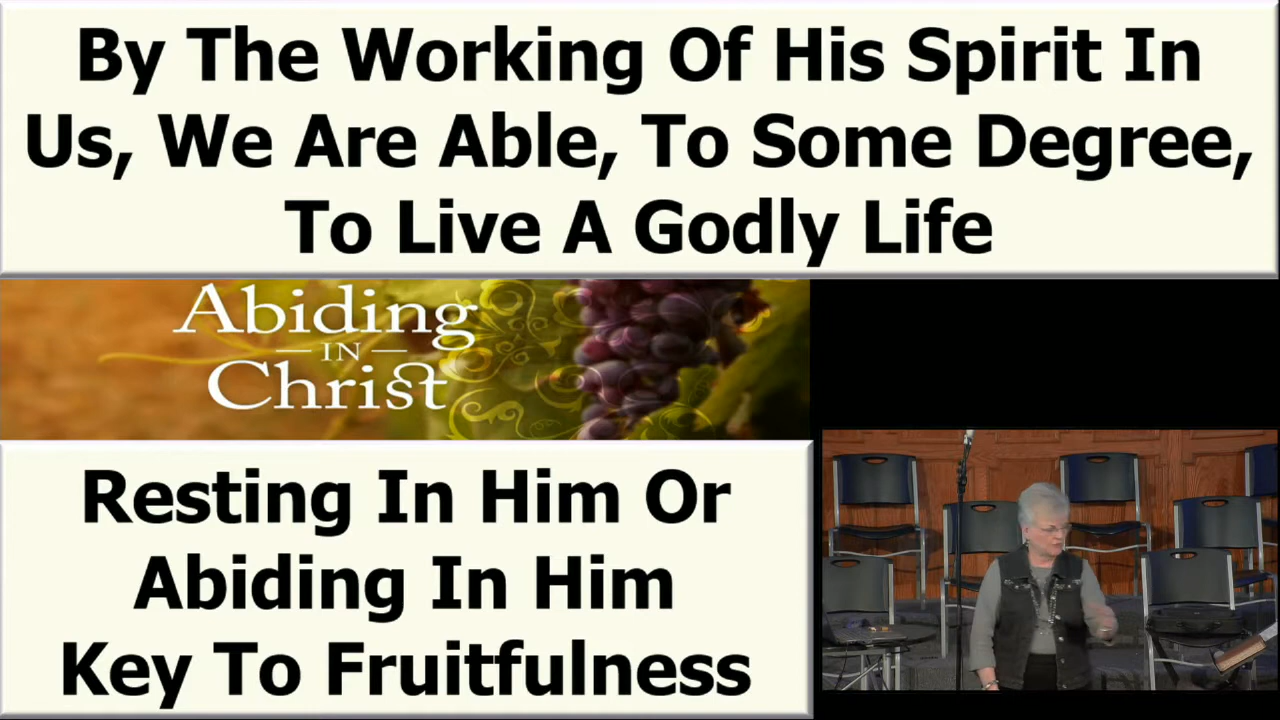 By The Working Of His Spirit In
Us, We Are Able, To Some Degree,
To Live A Godly Life
Abiding
IN
Christ
Resting In Him Or
Abiding In Him
Key To Fruitfulness